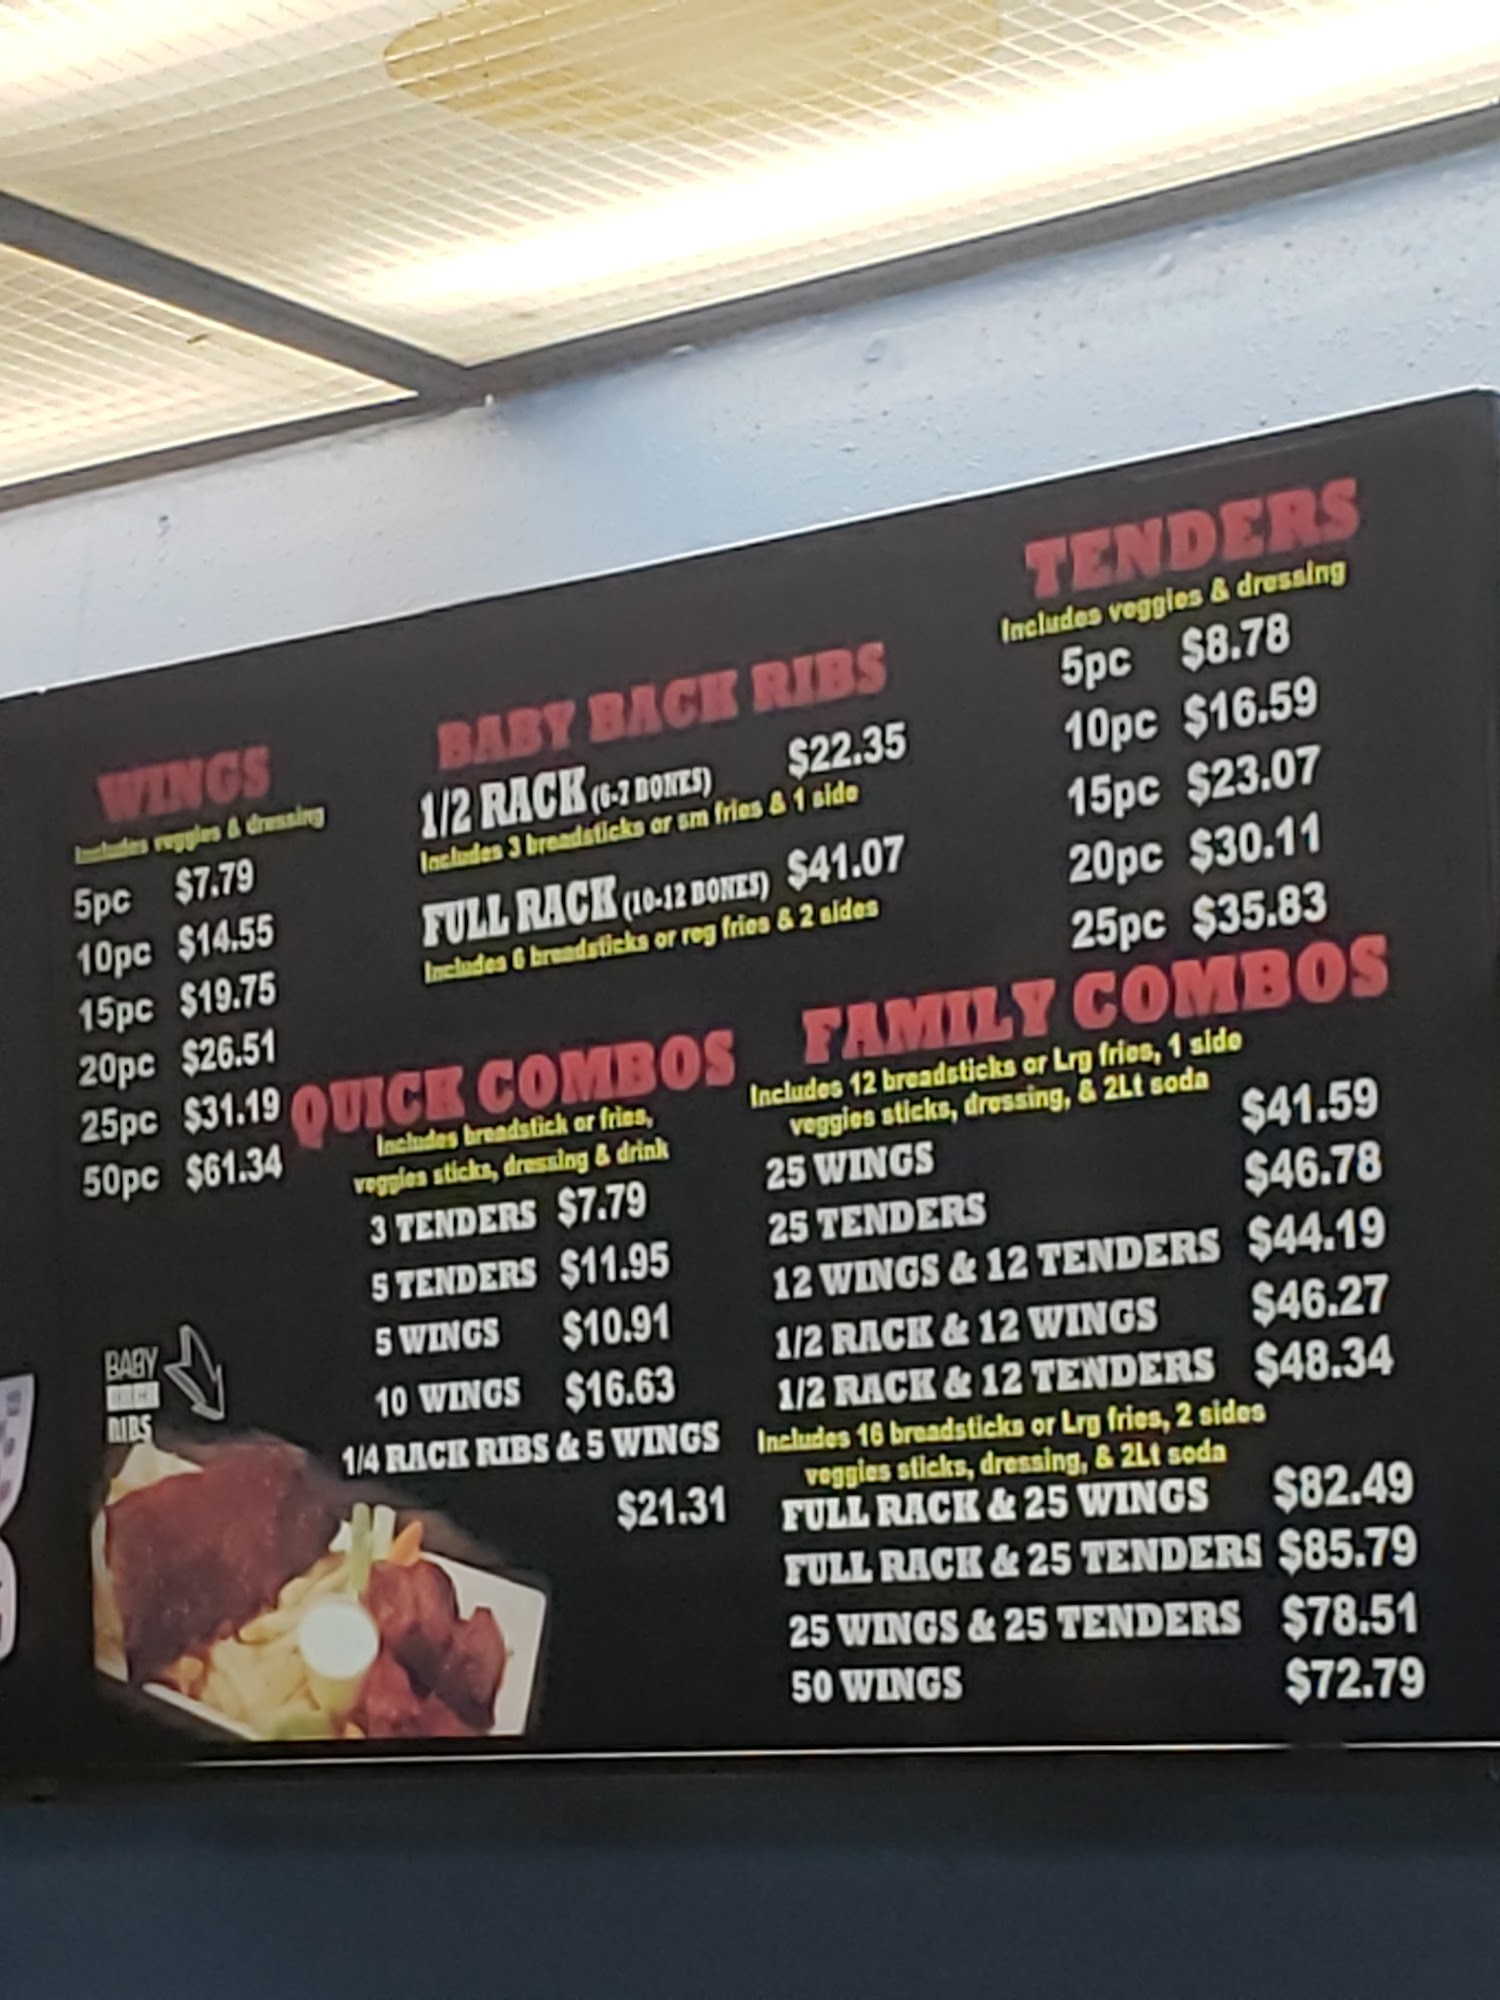 WINGS
Includes veggies & dressing
5pc $7.79
10pc $14.55
15pc $19.75
20pc $26.51
25pc $31.19
50pc $61.34
BABY BACK RIBS
1/2 RACK (6-7 BONES) $22.35
Includes 3 breadsticks or sm fries & 1 side
FULL RACK (10-12 BONES) $41.07
Includes 6 breadsticks or reg fries & 2 sides
TENDERS
Includes veggies & dressing
5pc $8.78
10pc $16.59
15pc $23.07
20pc $30.11
25pc $35.83
QUICK COMBOS
Includes breadstick or fries,
veggies sticks, dressing & drink
3 TENDERS $7.79
5 TENDERS $11.95
5 WINGS $10.91
10 WINGS $16.63
1/4 RACK RIBS & 5 WINGS
$21.31
FAMILY COMBOS
Includes 12 breadsticks or Lrg fries, 1 side
veggies sticks, dressing, & 2Lt soda
25 WINGS $41.59
25 TENDERS $46.78
12 WINGS & 12 TENDERS $44.19
1/2 RACK & 12 WINGS $46.27
1/2 RACK & 12 TENDERS $48.34
Includes 16 breadsticks or Lrg fries, 2 sides
veggies sticks, dressing, & 2Lt soda
FULL RACK & 25 WINGS $82.49
FULL RACK & 25 TENDERS $85.79
25 WINGS & 25 TENDERS $78.51
50 WINGS $72.79
BABY
BACK
RIBS